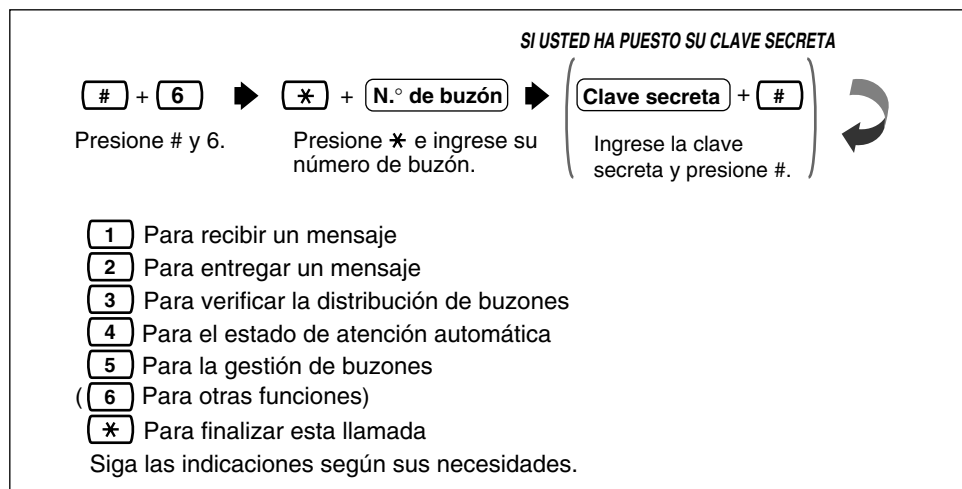 SI USTED HA PUESTO SU CLAVE SECRETA
# + 6 * + N.° de buzón Clave secreta + #
Presione # y 6.
Presione * e ingrese su
número de buzón.
Ingrese la clave
secreta y presione #.
1 Para recibir un mensaje
2 Para entregar un mensaje
3 Para verificar la distribución de buzones
4 Para el estado de atención automática
5 Para la gestión de buzones
(6 Para otras funciones)
* Para finalizar esta llamada
Siga las indicaciones según sus necesidades.